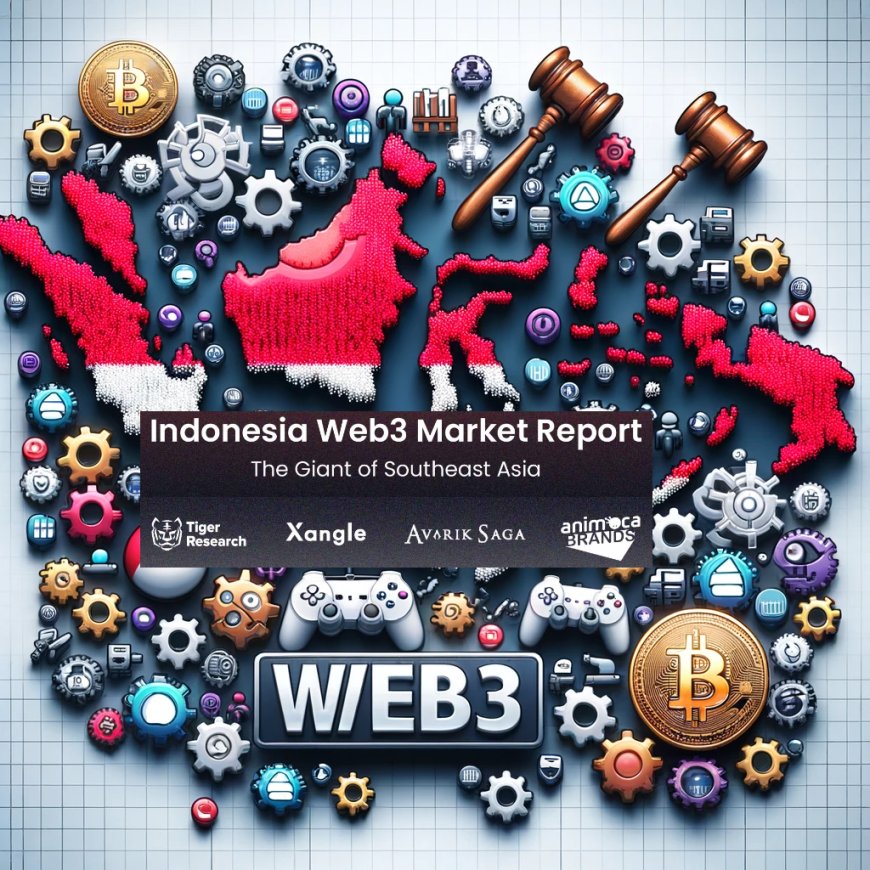 Indonesia Web3 Market Report
The Giant of Southeast Asia
Tiger
Research
Xangle
AVARIK SAGA
animoca
BRANDS
WEB3